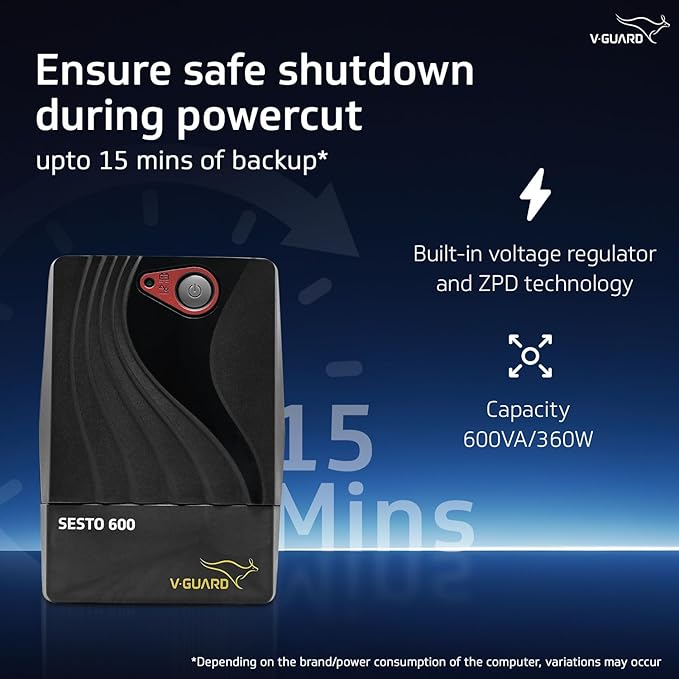 V-GUARD
Ensure safe shutdown
during powercut
upto 15 mins of backup*
Built-in voltage regulator
and ZPD technology
Capacity
600VA/360W
15
Mins
SESTO 600
V-GUARD
*Depending on the brand/power consumption of the computer, variations may occur